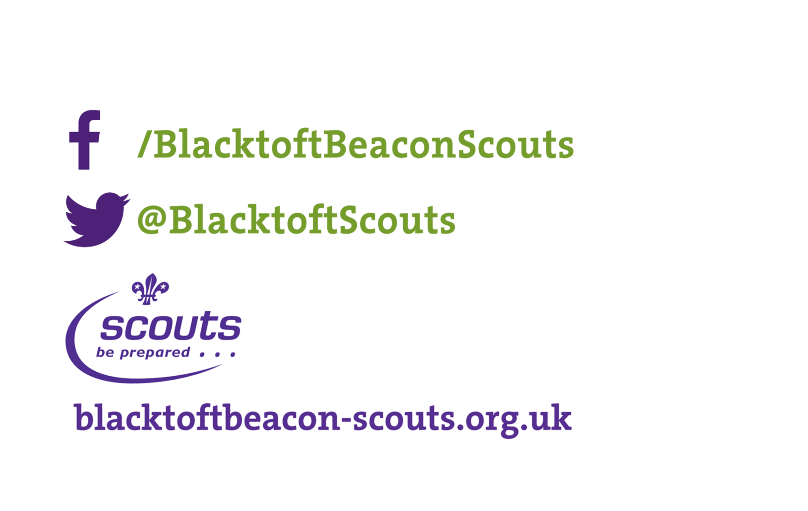 /BlacktoftBeaconScouts
@BlacktoftScouts
scouts
be prepared . . .
blacktoftbeacon-scouts.org.uk